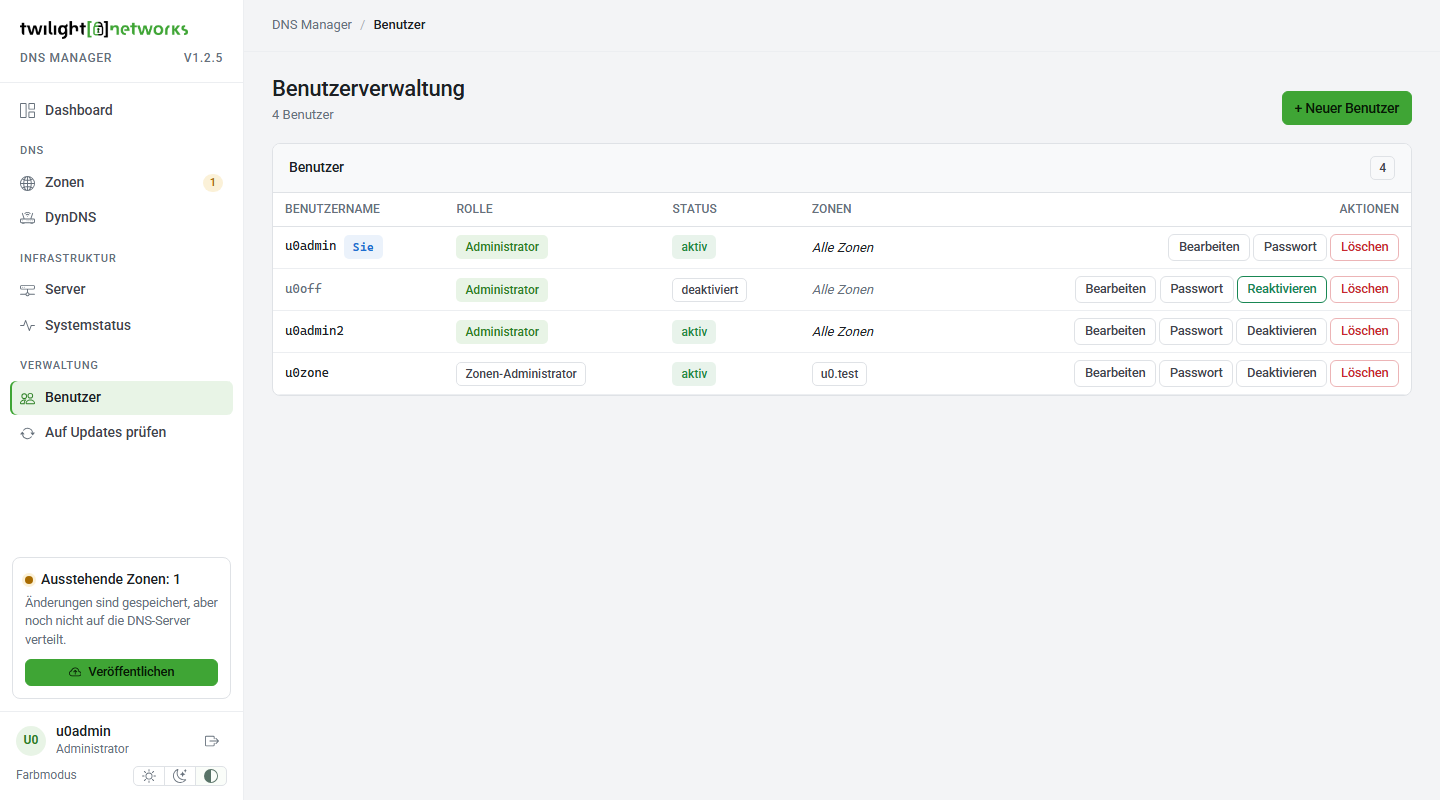 twilight[]networks
DNS MANAGER V1.2.5
Dashboard
DNS
Zonen 1
DynDNS
INFRASTRUKTUR
Server
Systemstatus
VERWALTUNG
Benutzer
Auf Updates prüfen
Ausstehende Zonen: 1
Änderungen sind gespeichert, aber
noch nicht auf die DNS-Server
verteilt.
Veröffentlichen
U0
u0admin
Administrator
Farbmodus
DNS Manager / Benutzer
Benutzerverwaltung
4 Benutzer
+ Neuer Benutzer
Benutzer 4
BENUTZERNAME ROLLE STATUS ZONEN AKTIONEN
u0admin Sie Administrator aktiv Alle Zonen Bearbeiten Passwort Löschen
u0off Administrator deaktiviert Alle Zonen Bearbeiten Passwort Reaktivieren Löschen
u0admin2 Administrator aktiv Alle Zonen Bearbeiten Passwort Deaktivieren Löschen
u0zone Zonen-Administrator aktiv u0.test Bearbeiten Passwort Deaktivieren Löschen